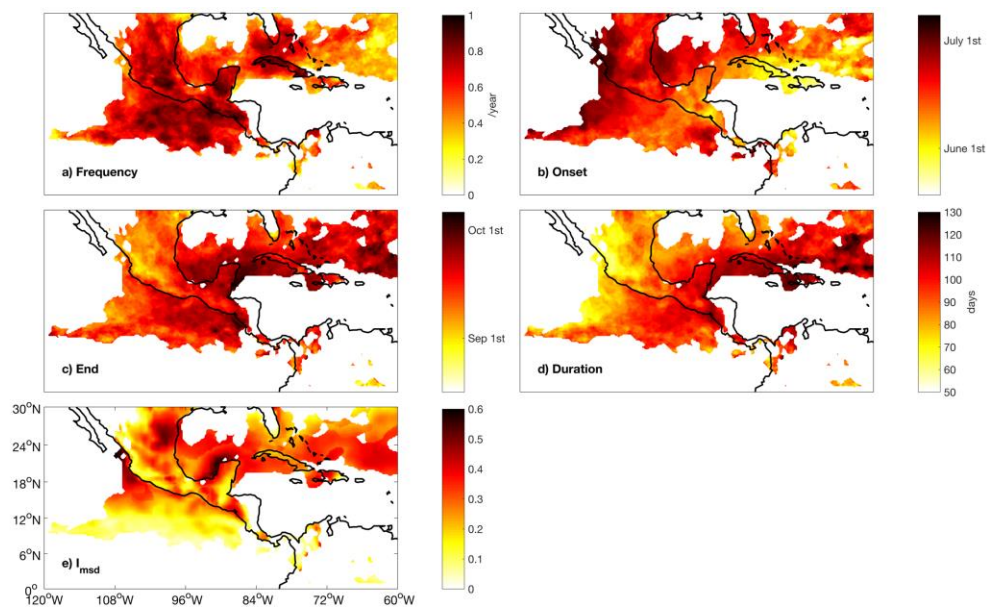 1
0.8
0.6
0.4
0.2
0
/year
a) Frequency
July 1st
June 1st
b) Onset
Oct 1st
Sep 1st
c) End
130
120
110
100
90
80
70
60
50
days
d) Duration
30°N
24°N
18°N
12°N
6°N
0°
120°W 108°W 96°W 84°W 72°W 60°W
0.6
0.5
0.4
0.3
0.2
0.1
0
e) Imsd